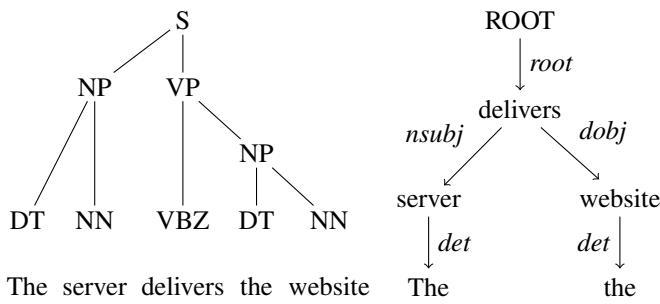 S
NP VP
NP
DT NN VBZ DT NN
The server delivers the website
ROOT
root
delivers
nsubj dobj
server website
det det
The the